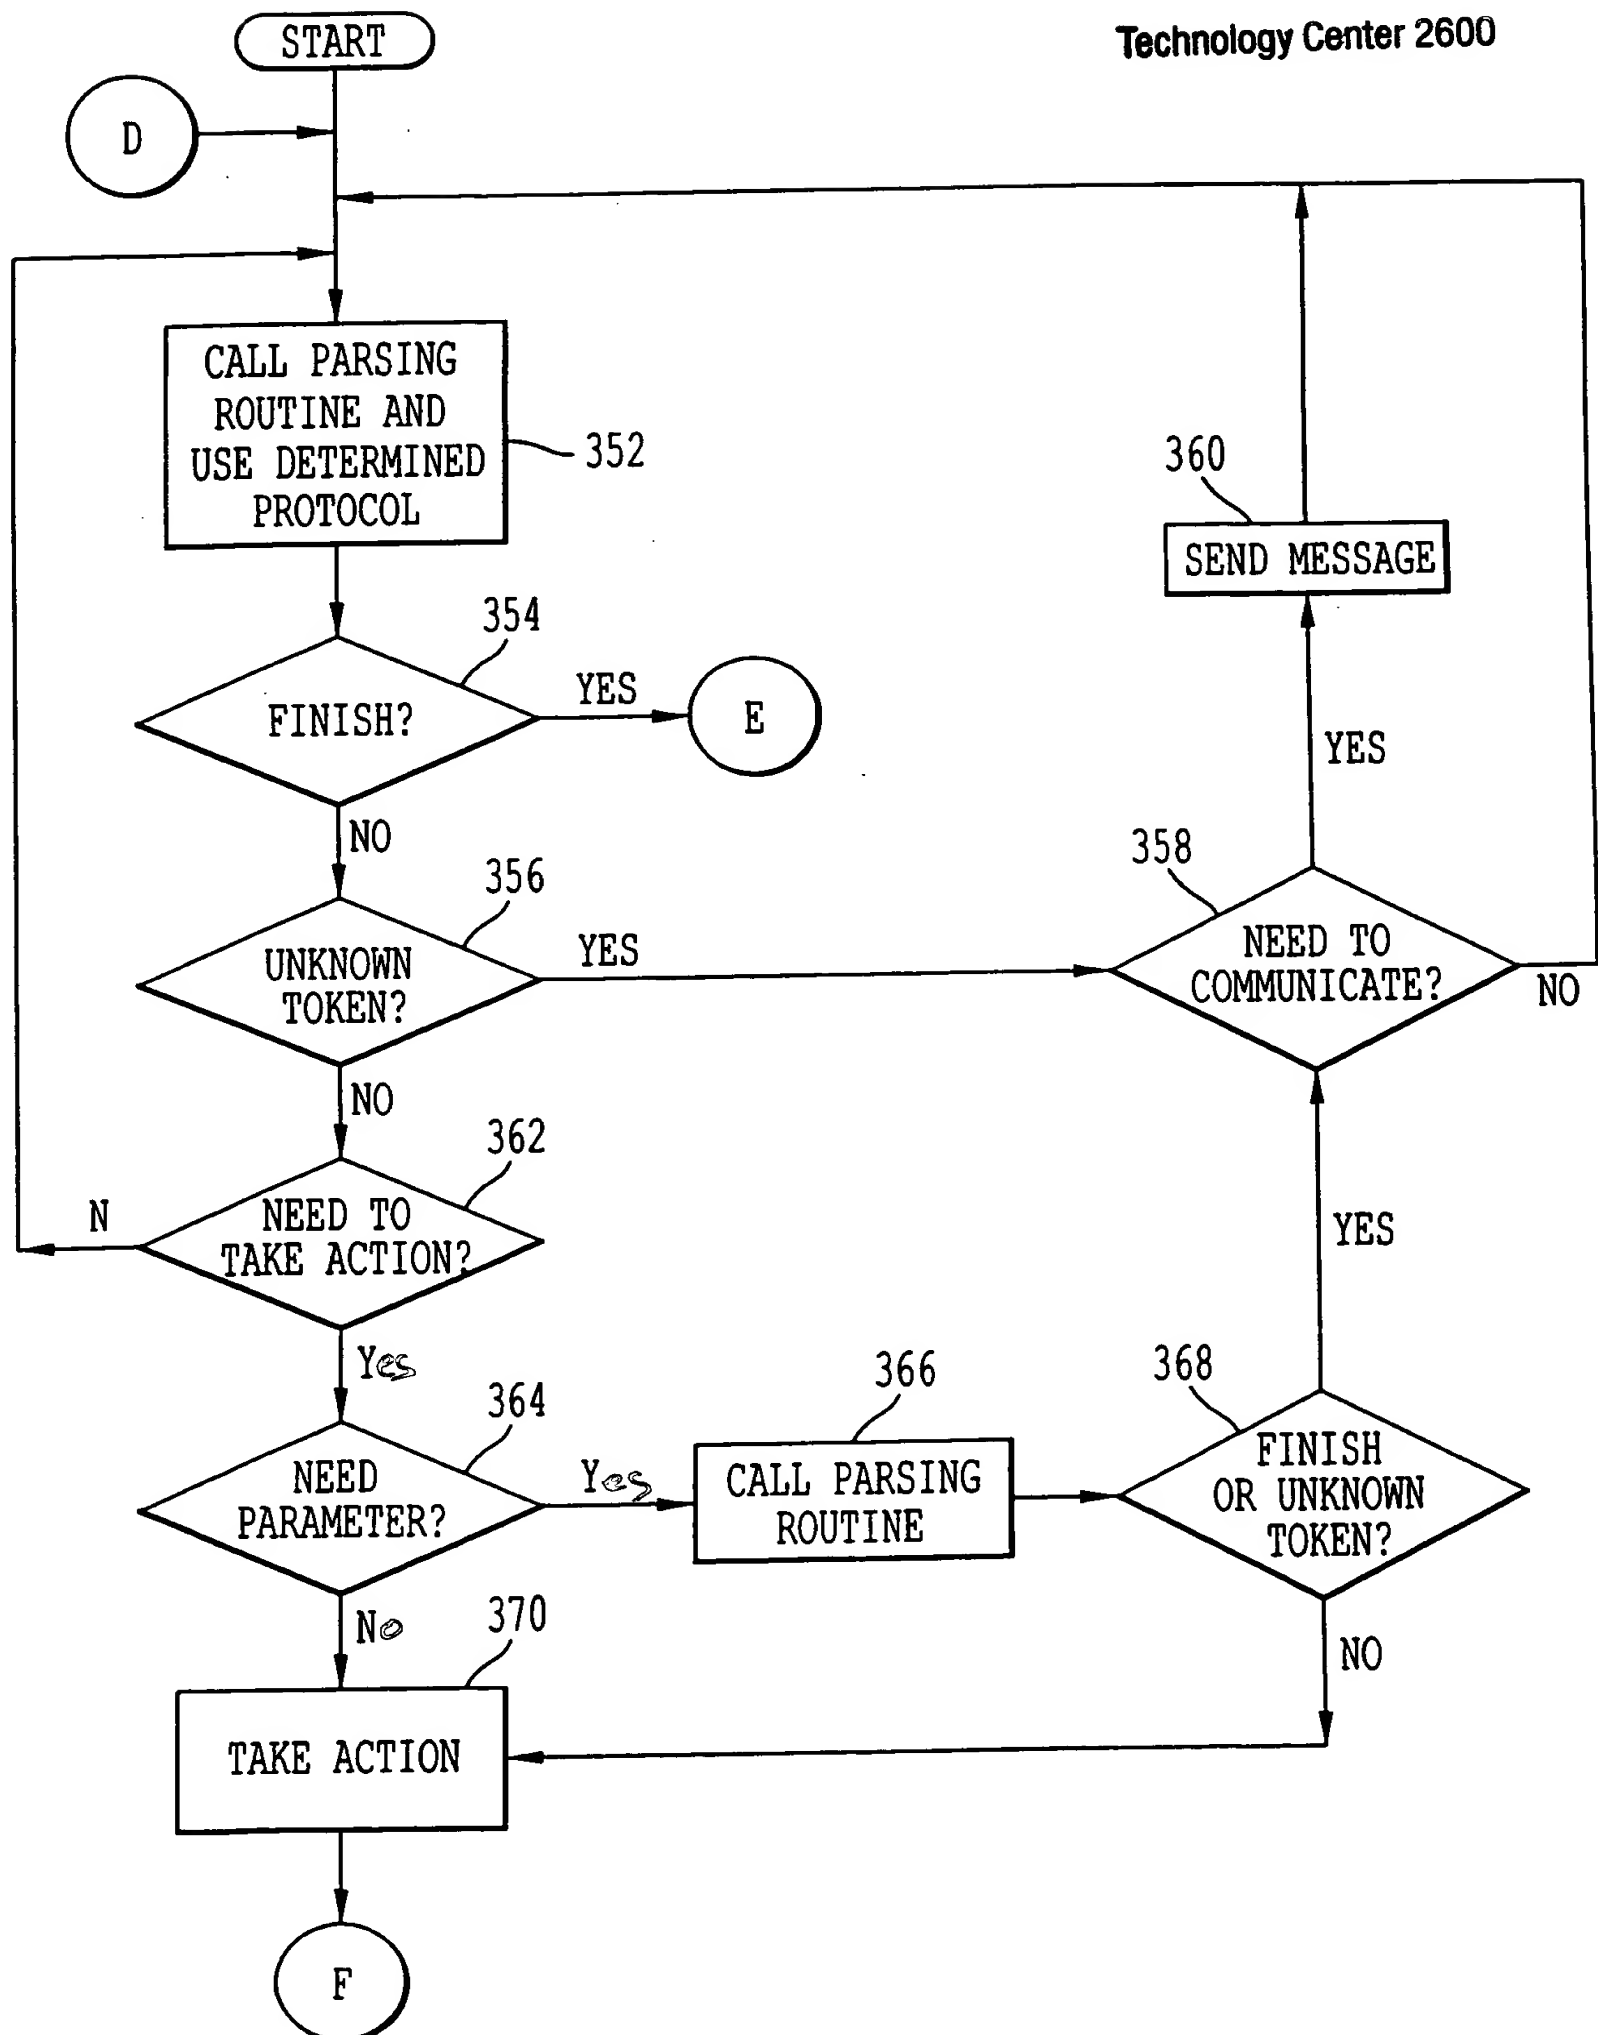 Technology Center 2600
START
D
CALL PARSING
ROUTINE AND
USE DETERMINED
PROTOCOL
352
360
SEND MESSAGE
354
FINISH?
YES
E
YES
NO
356
UNKNOWN
TOKEN?
YES
358
NEED TO
COMMUNICATE?
NO
NO
362
NEED TO
TAKE ACTION?
N
YES
Yes
364
NEED
PARAMETER?
Yes
366
CALL PARSING
ROUTINE
368
FINISH
OR UNKNOWN
TOKEN?
No
370
NO
TAKE ACTION
F